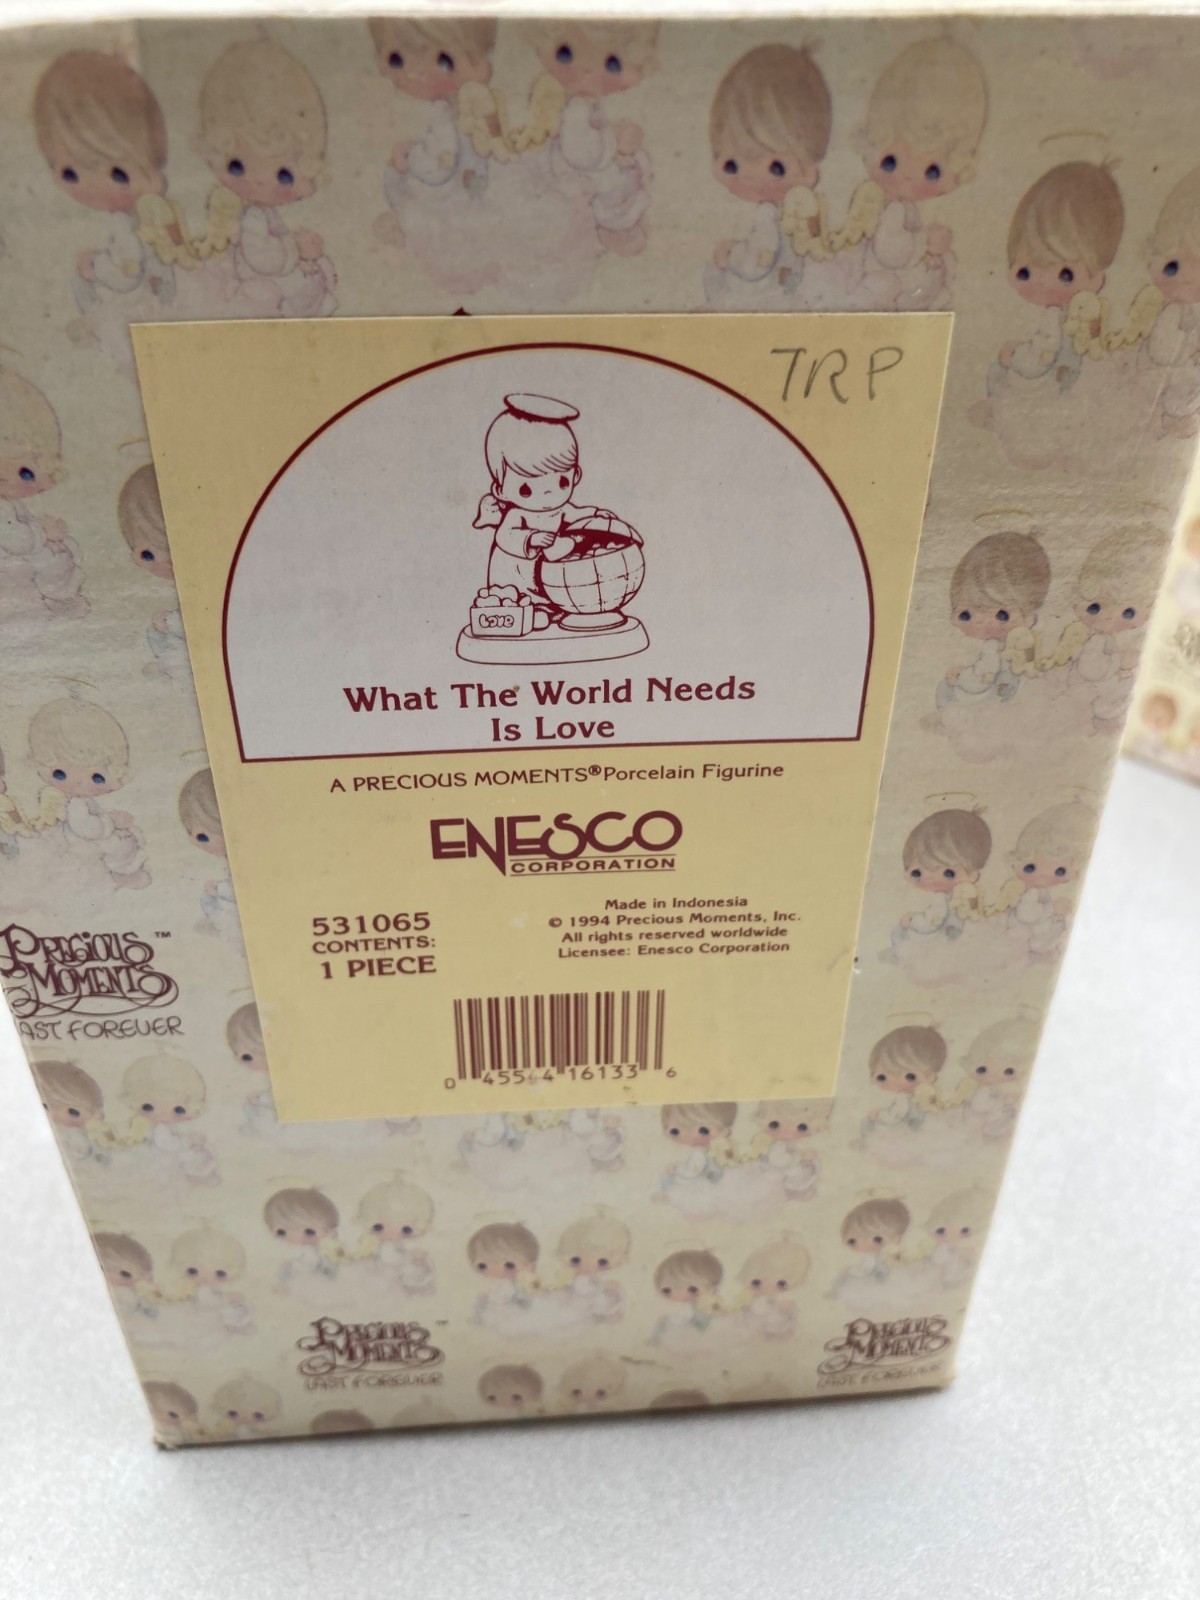 TRP
Love
What The World Needs
Is Love
A PRECIOUS MOMENTS® Porcelain Figurine
ENESCO
CORPORATION
531065
CONTENTS:
1 PIECE
Made in Indonesia
© 1994 Precious Moments, Inc.
All rights reserved worldwide
Licensee: Enesco Corporation
0 45544 16133 6
PRECIOUS ™
MOMENTS
LAST FOREVER
PRECIOUS ™
MOMENTS
LAST FOREVER
PRECIOUS
MOMENTS
LAST FOREVER